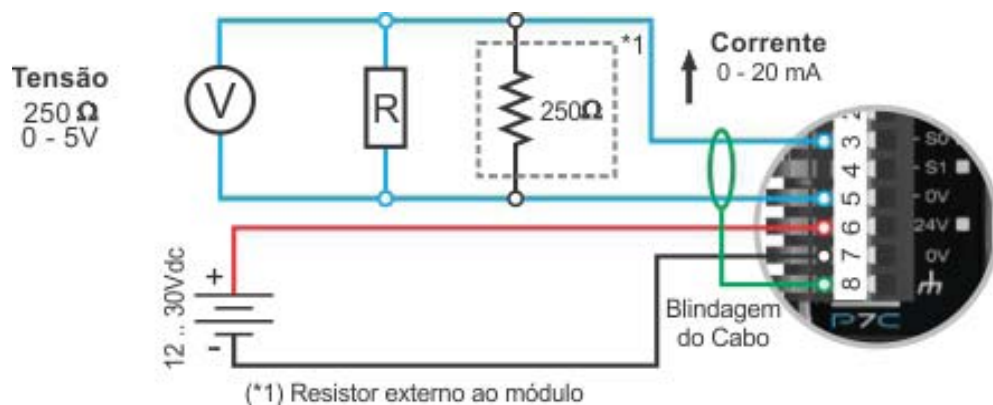 *1
Corrente
0 - 20 mA
Tensão
250 Ω
0 - 5V
V
R
250Ω
3
4
5
6
7
8
S0
S1
0V
24V
0V
12 .. 30Vdc
+
-
Blindagem
do Cabo
P7C
(*1) Resistor externo ao módulo